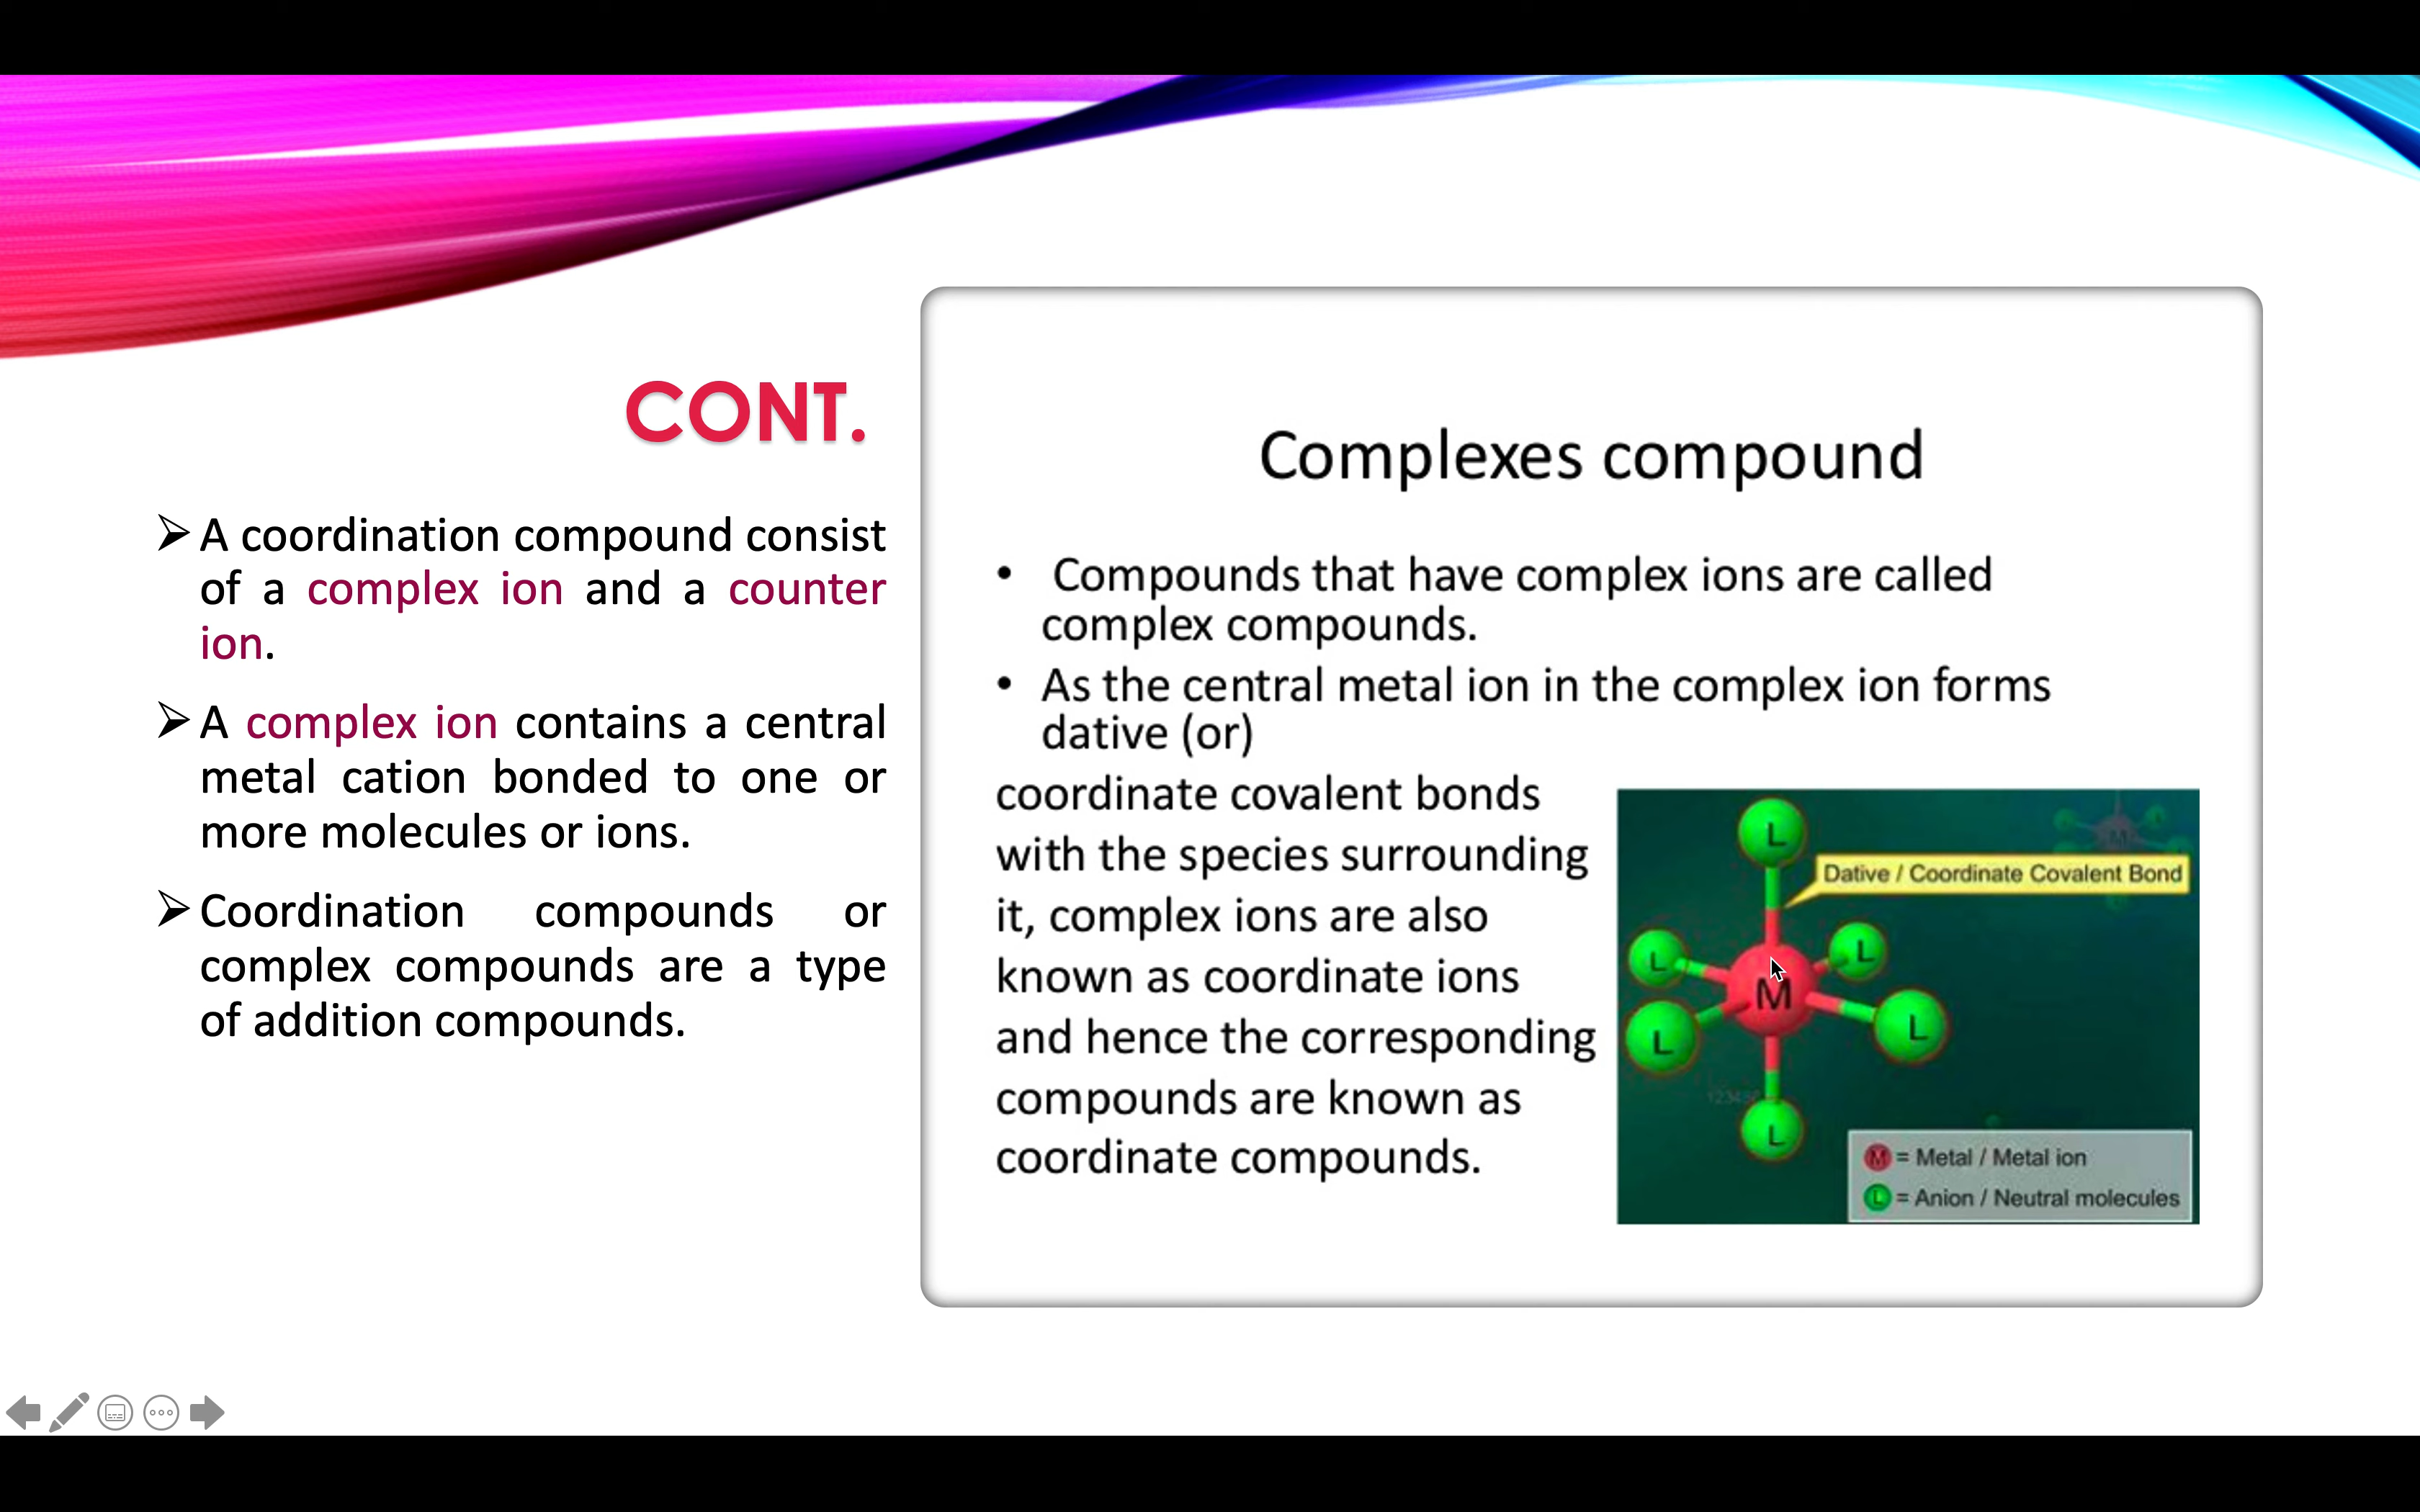 CONT.
➢ A coordination compound consist
of a complex ion and a counter
ion.
➢ A complex ion contains a central
metal cation bonded to one or
more molecules or ions.
➢ Coordination compounds or
complex compounds are a type
of addition compounds.
Complexes compound
• Compounds that have complex ions are called
complex compounds.
• As the central metal ion in the complex ion forms
dative (or)
coordinate covalent bonds
with the species surrounding
it, complex ions are also
known as coordinate ions
and hence the corresponding
compounds are known as
coordinate compounds.
L
Dative / Coordinate Covalent Bond
L
L
M
L
L
L
M = Metal / Metal ion
L = Anion / Neutral molecules